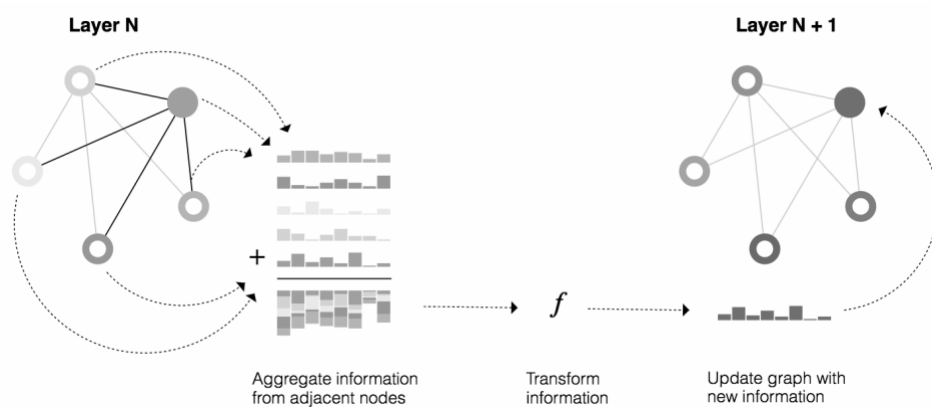 Layer N
Layer N + 1
+
f
Aggregate information
from adjacent nodes
Transform
information
Update graph with
new information